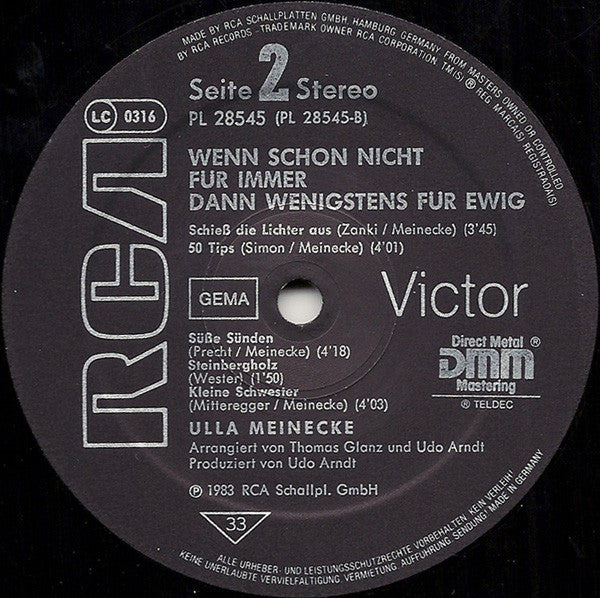 MADE BY RCA SCHALLPLATTEN GMBH, HAMBURG, GERMANY, FROM MASTERS OWNED OR CONTROLLED
BY RCA RECORDS · TRADEMARK OWNER RCA CORPORATION TM(S) ® REG MARCA(S) REGISTRADA(S)
Seite 2 Stereo
PL 28545 (PL 28545-B)
LC 0316
RCA
WENN SCHON NICHT
FÜR IMMER
DANN WENIGSTENS FÜR EWIG
Schieß die Lichter aus (Zanki / Meinecke) (3'45)
50 Tips (Simon / Meinecke) (4'01)
GEMA
Victor
Süße Sünden
(Precht / Meinecke) (4'18)
Steinbergholz
(Wester) (1'50)
Kleine Schwester
(Mitteregger / Meinecke) (4'03)
Direct Metal ®
DMM
Mastering
® TELDEC
ULLA MEINECKE
Arrangiert von Thomas Glanz und Udo Arndt
Produziert von Udo Arndt
℗ 1983 RCA Schallpl. GmbH
33
ALLE URHEBER- UND LEISTUNGSSCHUTZRECHTE VORBEHALTEN. KEIN VERLEIH!
KEINE UNERLAUBTE VERVIELFÄLTIGUNG, VERMIETUNG, AUFFÜHRUNG, SENDUNG! MADE IN GERMANY